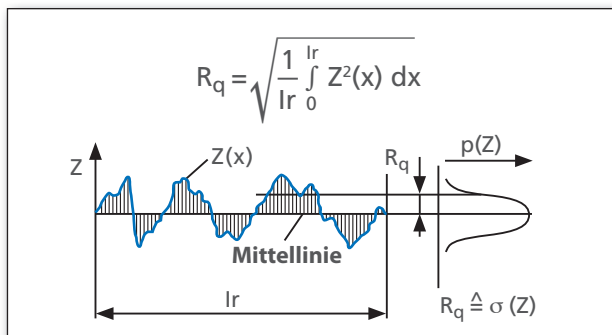 R_q = √(1/lr ∫₀^lr Z²(x) dx)
Z
Z(x)
R_q
p(Z)
Mittellinie
lr
R_q ≙ σ (Z)